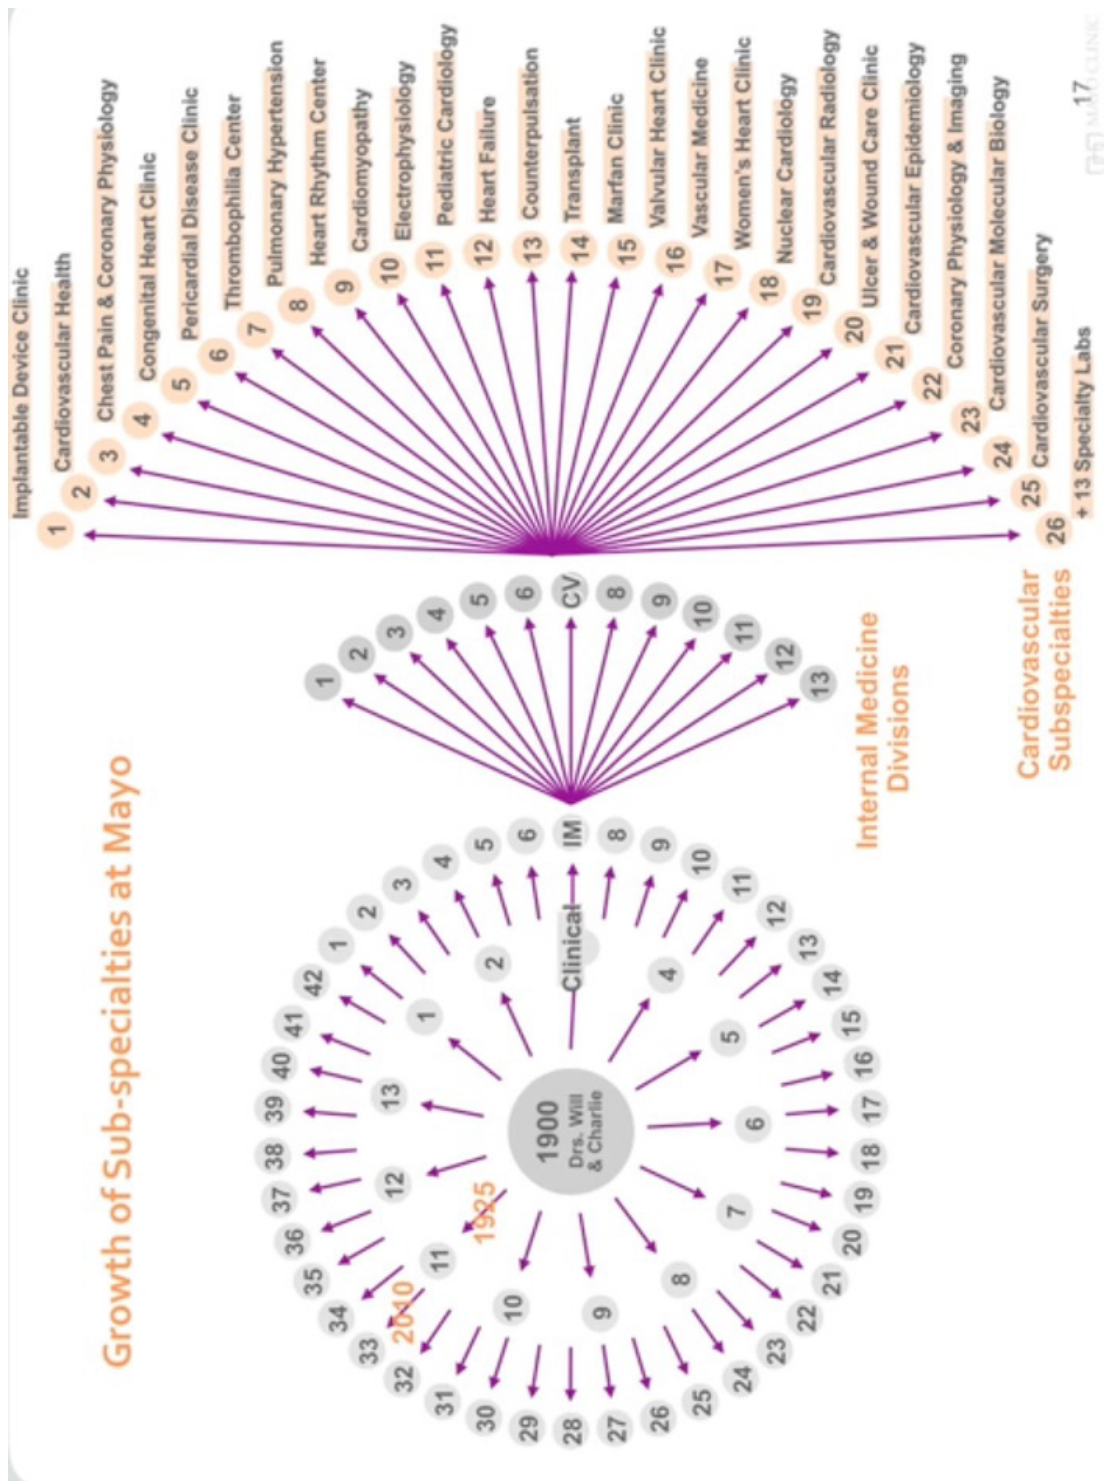 Growth of Sub-specialties at Mayo
1900
Drs. Will
& Charlie
1925
1
2
Clinical
4
5
6
7
8
9
10
11
12
13
2010
1
2
3
4
5
6
IM
8
9
10
11
12
13
14
15
16
17
18
19
20
21
22
23
24
25
26
27
28
29
30
31
32
33
34
35
36
37
38
39
40
41
42
Internal Medicine
Divisions
1
2
3
4
5
6
CV
8
9
10
11
12
13
Cardiovascular
Subspecialties
1 Implantable Device Clinic
2 Cardiovascular Health
3 Chest Pain & Coronary Physiology
4 Congenital Heart Clinic
5 Pericardial Disease Clinic
6 Thrombophilia Center
7 Pulmonary Hypertension
8 Heart Rhythm Center
9 Cardiomyopathy
10 Electrophysiology
11 Pediatric Cardiology
12 Heart Failure
13 Counterpulsation
14 Transplant
15 Marfan Clinic
16 Valvular Heart Clinic
17 Vascular Medicine
18 Women's Heart Clinic
19 Nuclear Cardiology
20 Cardiovascular Radiology
21 Ulcer & Wound Care Clinic
22 Cardiovascular Epidemiology
23 Coronary Physiology & Imaging
24 Cardiovascular Molecular Biology
25 Cardiovascular Surgery
26 + 13 Specialty Labs
MAYO CLINIC
17